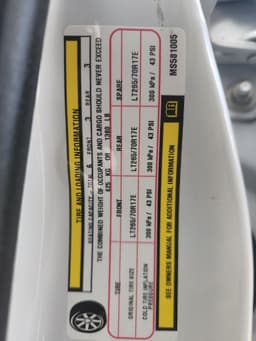 TIRE AND LOADING INFORMATION
SEATING CAPACITY - TOTAL 6 FRONT 3 REAR 3
THE COMBINED WEIGHT OF OCCUPANTS AND CARGO SHOULD NEVER EXCEED
625 KG OR 1380 LB
TIRE FRONT REAR SPARE
ORIGINAL TIRE SIZE LT265/70R17E LT265/70R17E LT265/70R17E
COLD TIRE INFLATION PRESSURE 300 kPa / 43 PSI 300 kPa / 43 PSI 300 kPa / 43 PSI
SEE OWNERS MANUAL FOR ADDITIONAL INFORMATION
MS581005